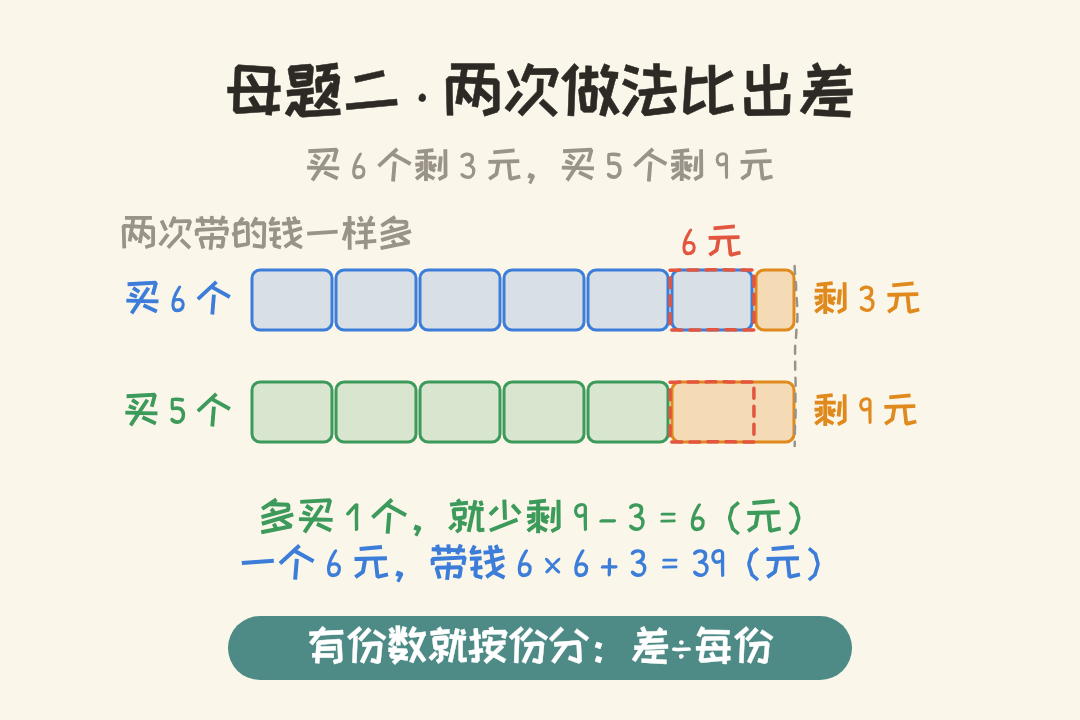 母题二·两次做法比出差
买6个剩3元，买5个剩9元
两次带的钱一样多
6元
买6个
剩3元
买5个
剩9元
多买1个，就少剩9-3=6（元）
一个6元，带钱6×6+3=39（元）
有份数就按份分：差÷每份